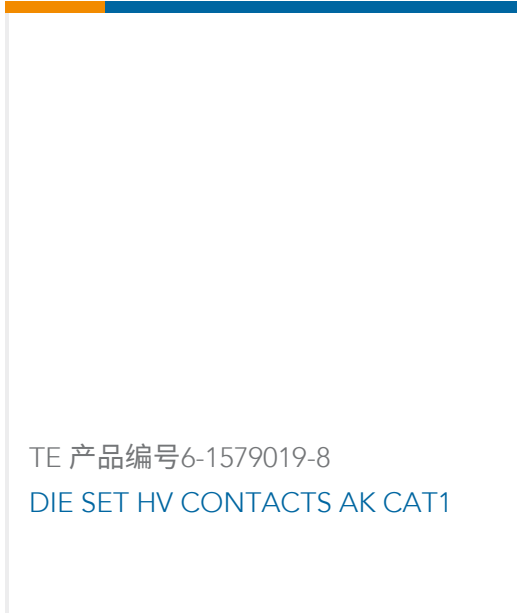 TE 产品编号6-1579019-8
DIE SET HV CONTACTS AK CAT1